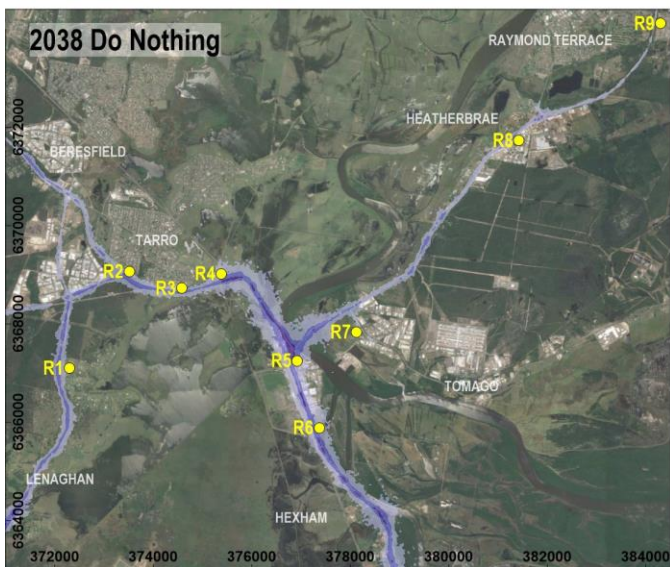 2038 Do Nothing
R9
RAYMOND TERRACE
HEATHERBRAE
R8
BERESFIELD
TARRO
R2
R4
R3
R7
R5
R1
TOMAGO
R6
LENAGHAN
HEXHAM
6372000
6370000
6368000
6366000
6364000
372000 374000 376000 378000 380000 382000 384000